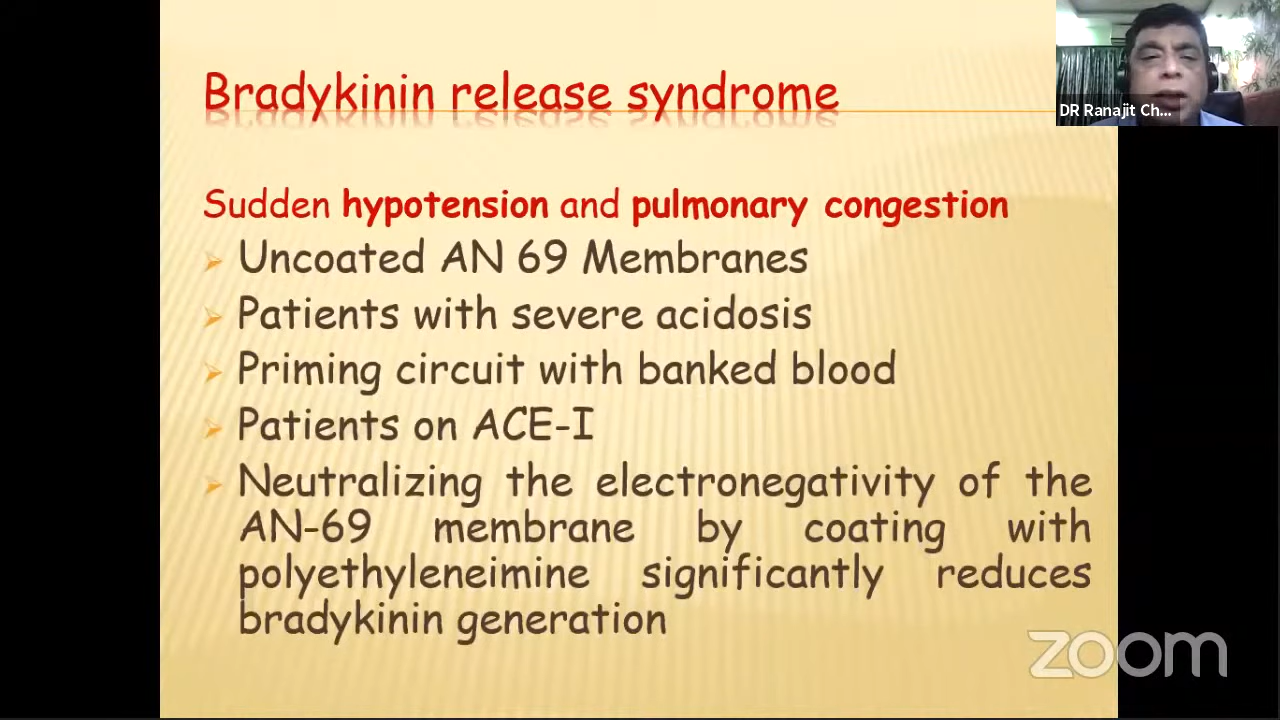 Bradykinin release syndrome
DR Ranajit Ch...
Sudden hypotension and pulmonary congestion
Uncoated AN 69 Membranes
Patients with severe acidosis
Priming circuit with banked blood
Patients on ACE-I
Neutralizing the electronegativity of the
AN-69 membrane by coating with
polyethyleneimine significantly reduces
bradykinin generation
zoom